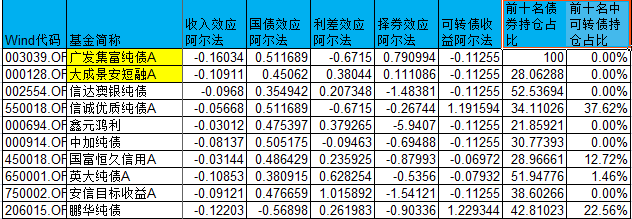 Wind代码 基金简称 收入效应阿尔法 国债效应阿尔法 利差效应阿尔法 择券效应阿尔法 可转债收益阿尔法 前十名债券持仓占比 前十名中可转债持仓占比
003039.OF 广发集富纯债A -0.16034 0.511689 -0.6715 0.790994 -0.11255 100 0.00%
000128.OF 大成景安短融A -0.10911 0.45062 0.38044 0.111086 -0.11255 28.06288 0.00%
002554.OF 信达澳银纯债 -0.0968 0.354942 0.207348 -1.48381 -0.11255 52.53694 0.00%
550018.OF 信诚优质纯债A -0.05668 0.511689 -0.6715 -0.26744 1.191594 34.11026 37.62%
000694.OF 鑫元鸿利 -0.03012 0.475397 0.379265 -5.9407 -0.11255 21.85921 0.00%
000914.OF 中加纯债 -0.08137 0.505175 -0.09463 -0.69488 -0.11255 30.77393 0.00%
450018.OF 国富恒久信用A -0.03144 0.486429 0.235925 -0.87993 -0.06972 28.96661 12.72%
650001.OF 英大纯债A -0.10853 0.380915 0.628254 -0.5356 -0.07783 51.94776 1.46%
750002.OF 安信目标收益A -0.09121 0.476659 1.015892 -1.54121 -0.11255 38.60266 0.00%
206015.OF 鹏华纯债 -0.12203 -0.56898 0.261983 -0.90336 1.229344 42.81023 22.56%